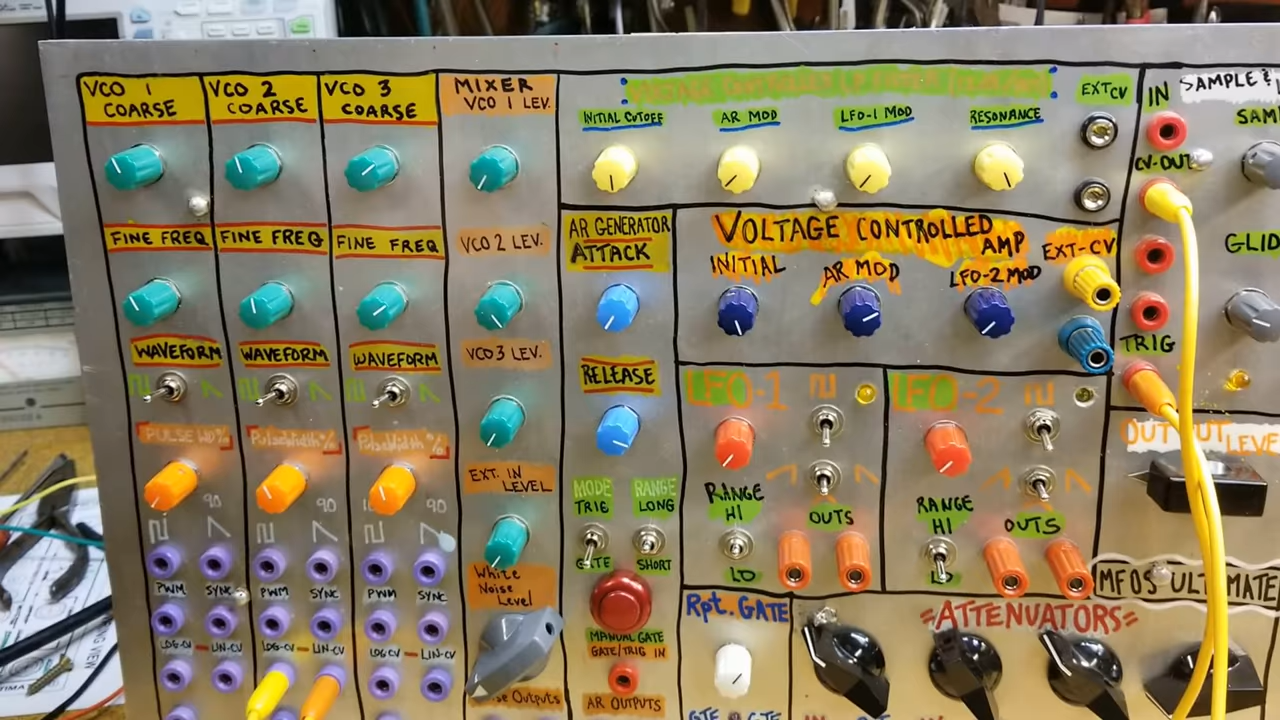 VCO 1
COARSE
VCO 2
COARSE
VCO 3
COARSE
MIXER
VCO 1 LEV.
INITIAL CUTOFF
AR MOD
LFO-1 MOD
RESONANCE
EXT CV
IN
SAMPLE &
SAM
CV-OUT
FINE FREQ
FINE FREQ
FINE FREQ
VCO 2 LEV.
AR GENERATOR
ATTACK
VOLTAGE CONTROLLED
AMP
INITIAL
AR MOD
LFO-2 MOD
EXT-CV
GLID
TRIG
WAVEFORM
WAVEFORM
WAVEFORM
VCO 3 LEV.
RELEASE
LFO-1
LFO-2
PULSE WD%
PulseWidth%
PulseWidth%
OUTPUT LEVEL
EXT. IN
LEVEL
90
90
MODE
TRIG
RANGE
LONG
GATE
SHORT
RANGE
HI
OUTS
LO
RANGE
HI
OUTS
LO
PWM
SYNC
PWM
SYNC
PWM
SYNC
White
Noise
Level
MFOS ULTIMATE
Rpt. GATE
=ATTENUATORS=
LOG-CV - LIN-CV
LOG-CV - LIN-CV
LOG CV - LIN-CV
MANUAL GATE
GATE/TRIG IN
Outputs
AR OUTPUTS